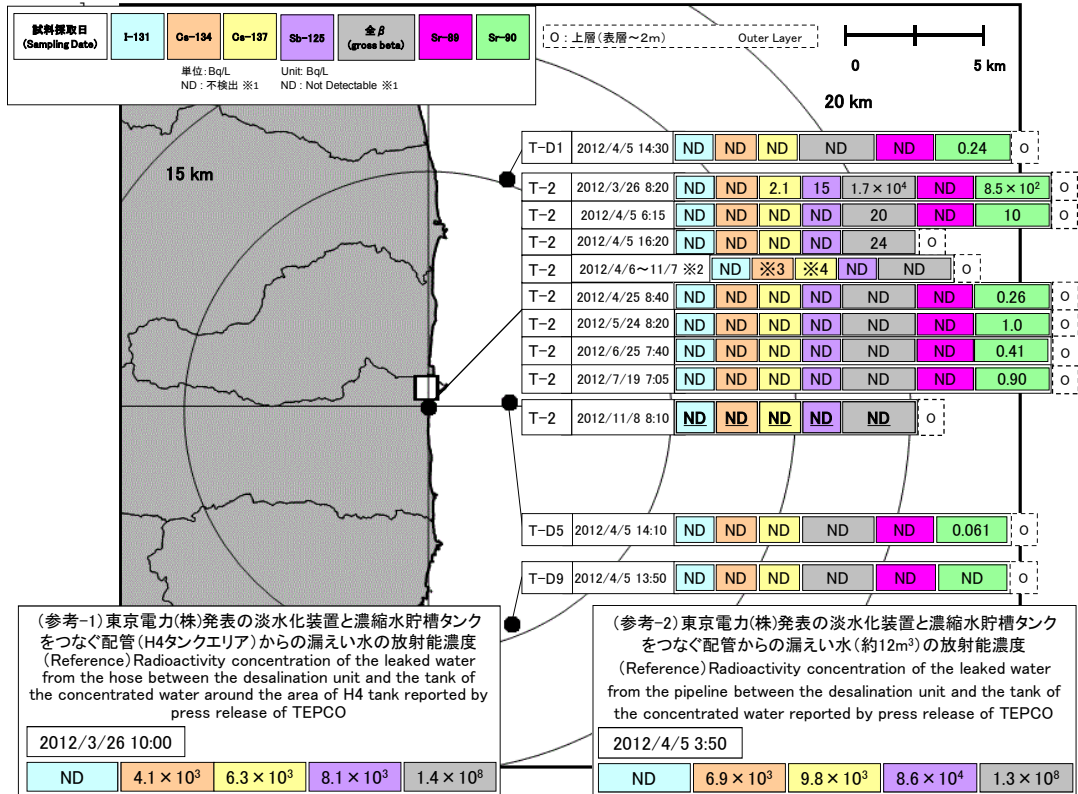 試料採取日
(Sampling Date)
I-131
Cs-134
Cs-137
Sb-125
全β
(gross beta)
Sr-89
Sr-90
単位:Bq/L Unit: Bq/L
ND : 不検出 ※1 ND : Not Detectable ※1
O : 上層(表層～2m) Outer Layer
0 5 km
20 km
15 km
T-D1 2012/4/5 14:30 ND ND ND ND ND 0.24 O
T-2 2012/3/26 8:20 ND ND 2.1 15 1.7×10⁴ ND 8.5×10² O
T-2 2012/4/5 6:15 ND ND ND ND 20 ND 10 O
T-2 2012/4/5 16:20 ND ND ND ND 24 O
T-2 2012/4/6～11/7 ※2 ND ※3 ※4 ND ND O
T-2 2012/4/25 8:40 ND ND ND ND ND ND 0.26 O
T-2 2012/5/24 8:20 ND ND ND ND ND ND 1.0 O
T-2 2012/6/25 7:40 ND ND ND ND ND ND 0.41 O
T-2 2012/7/19 7:05 ND ND ND ND ND ND 0.90 O
T-2 2012/11/8 8:10 ND ND ND ND ND O
T-D5 2012/4/5 14:10 ND ND ND ND ND 0.061 O
T-D9 2012/4/5 13:50 ND ND ND ND ND ND O
(参考-1)東京電力(株)発表の淡水化装置と濃縮水貯槽タンク
をつなぐ配管(H4タンクエリア)からの漏えい水の放射能濃度
(Reference)Radioactivity concentration of the leaked water
from the hose between the desalination unit and the tank of
the concentrated water around the area of H4 tank reported by
press release of TEPCO
2012/3/26 10:00
ND 4.1×10³ 6.3×10³ 8.1×10³ 1.4×10⁸
(参考-2)東京電力(株)発表の淡水化装置と濃縮水貯槽タンク
をつなぐ配管からの漏えい水(約12m³)の放射能濃度
(Reference)Radioactivity concentration of the leaked water
from the pipeline between the desalination unit and the tank of
the concentrated water reported by press release of TEPCO
2012/4/5 3:50
ND 6.9×10³ 9.8×10³ 8.6×10⁴ 1.3×10⁸